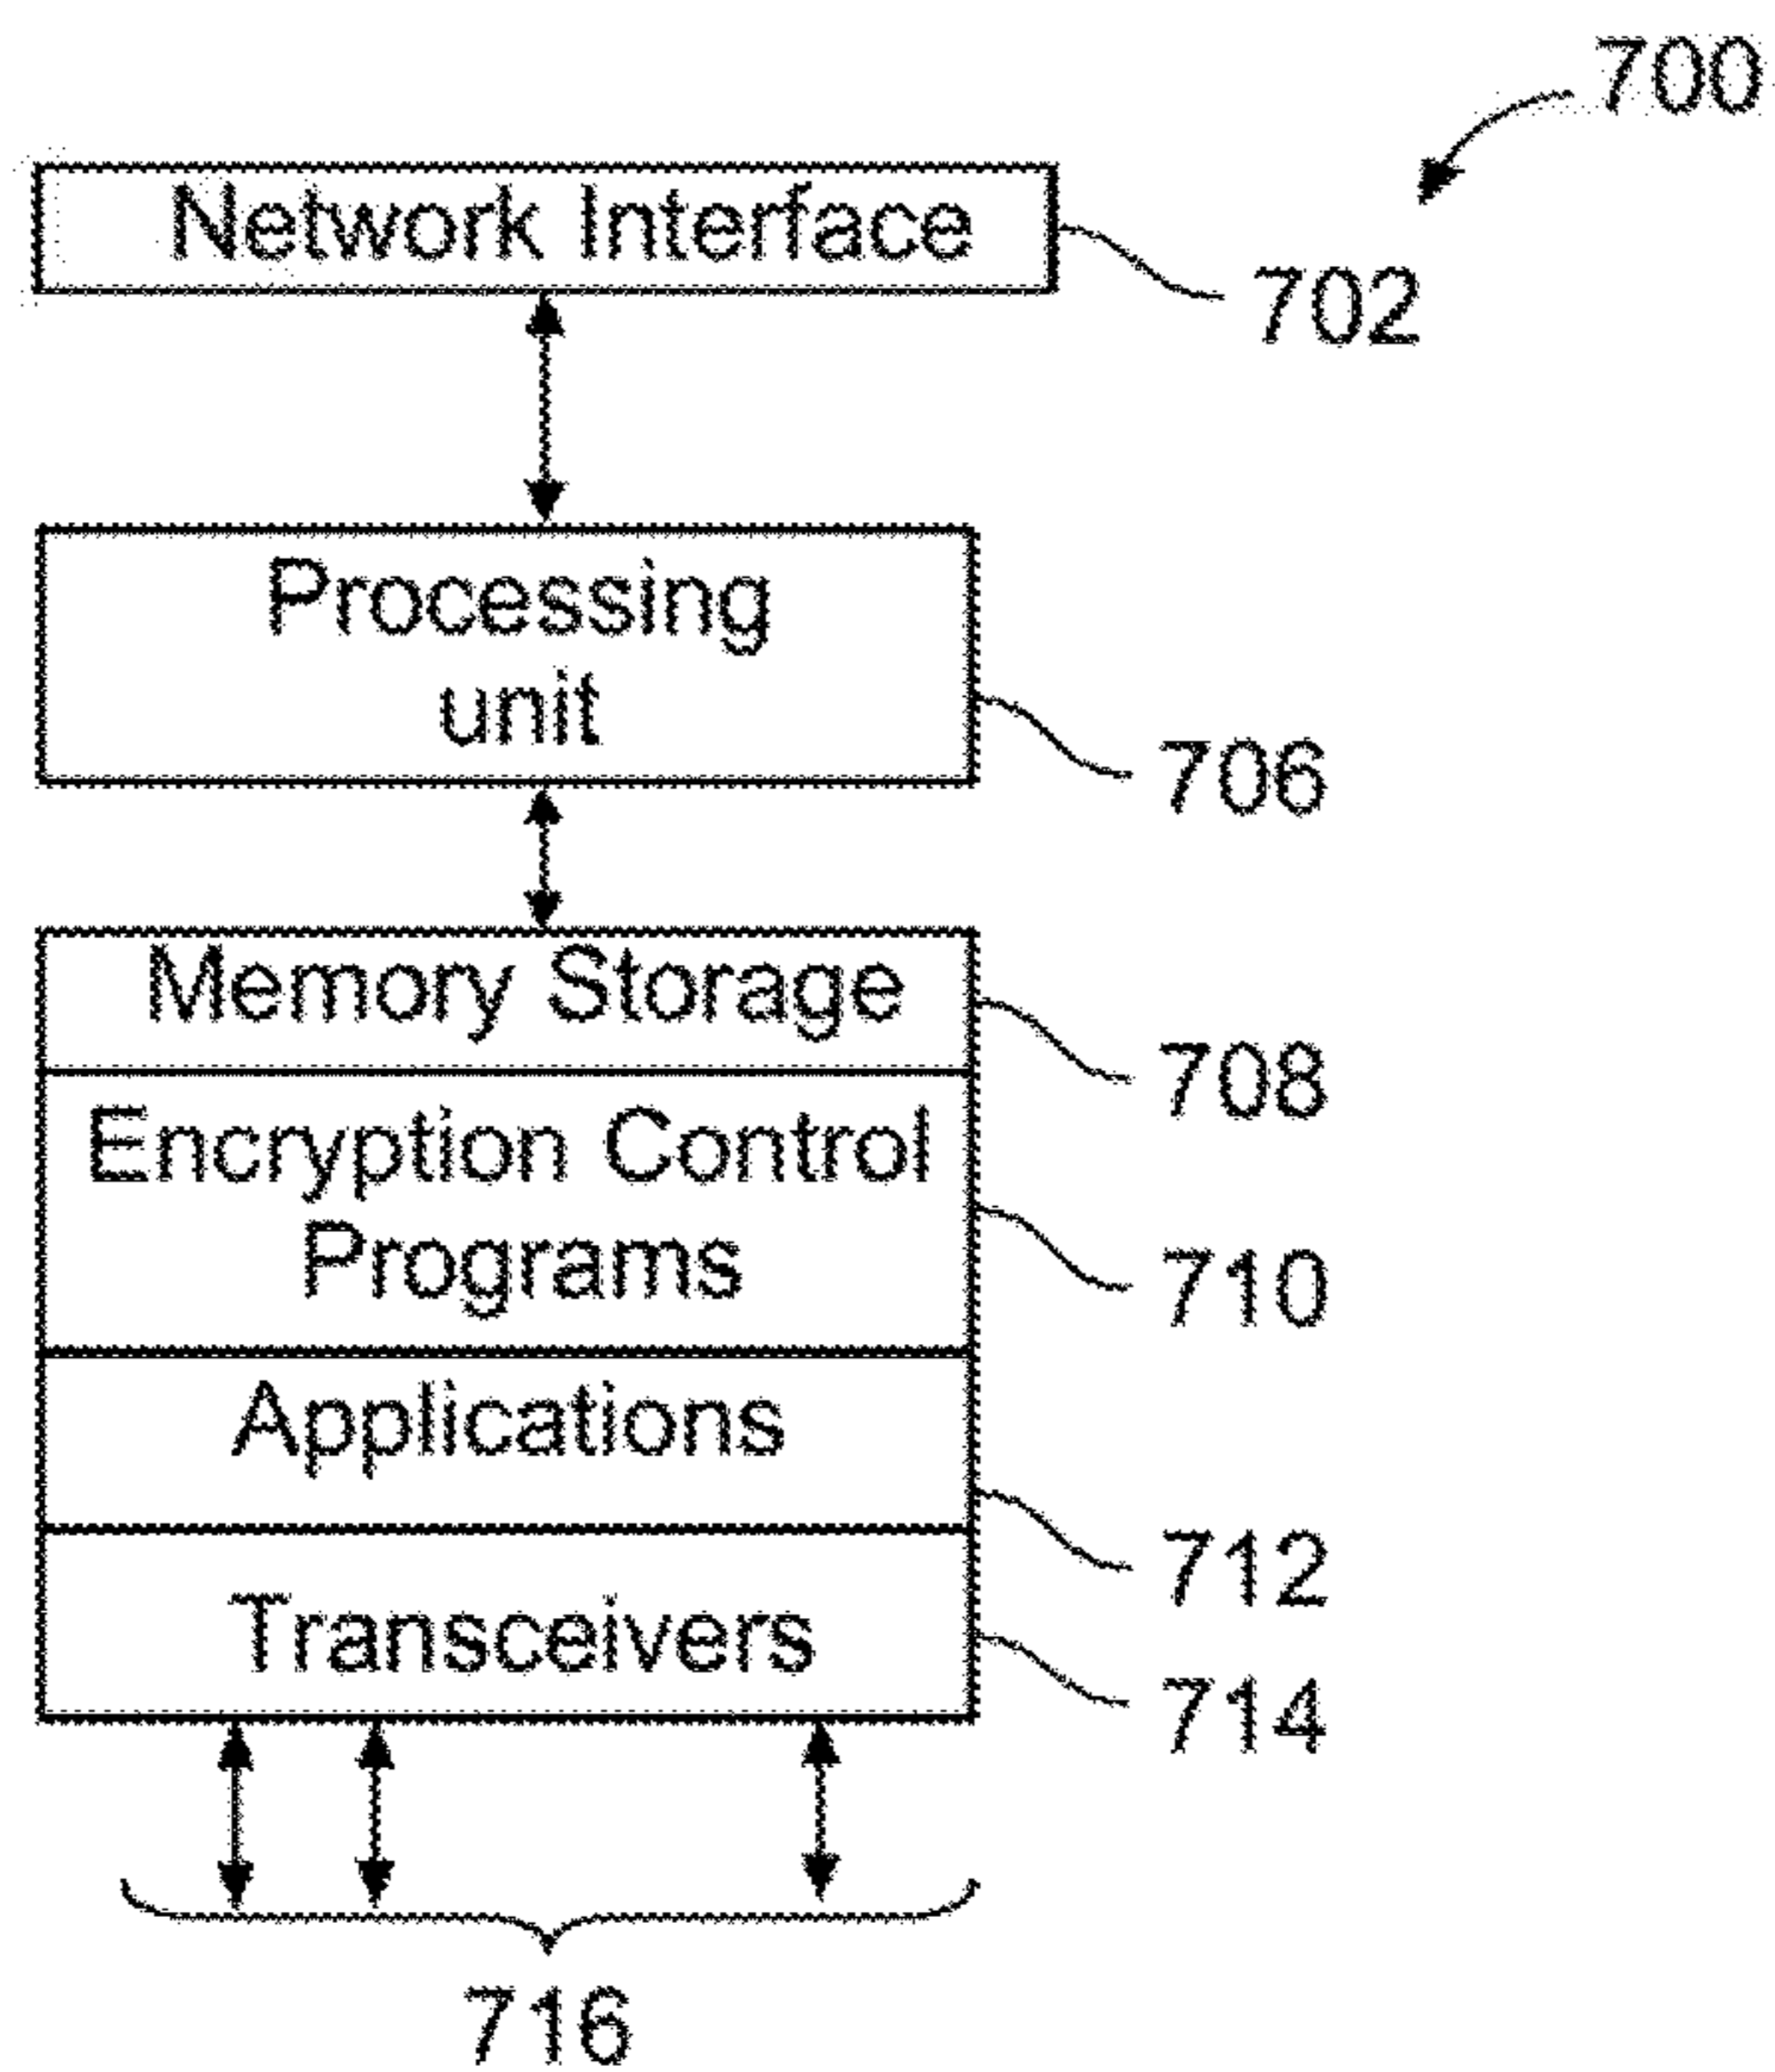 700
Network Interface
702
Processing
unit
706
Memory Storage
708
Encryption Control
Programs
710
Applications
712
Transceivers
714
716